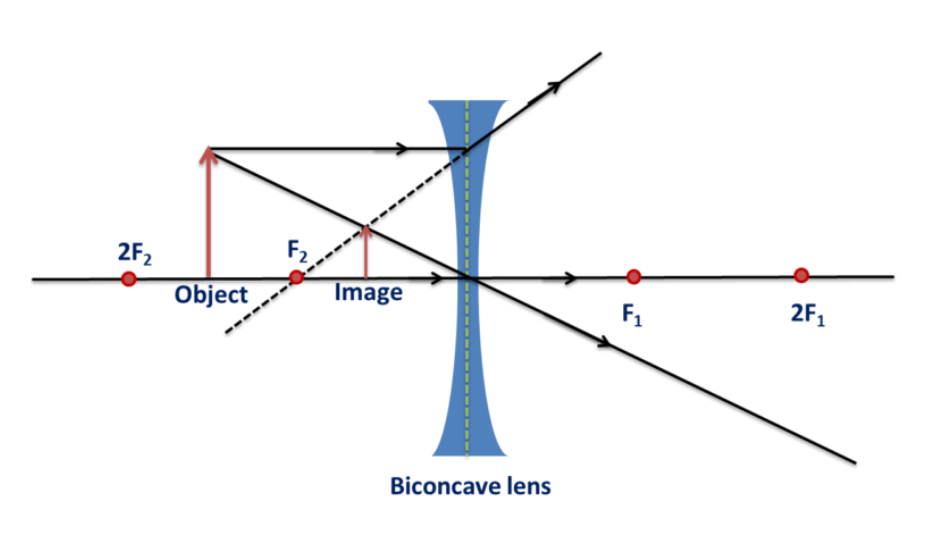 2F₂
F₂
Object
Image
F₁
2F₁
Biconcave lens